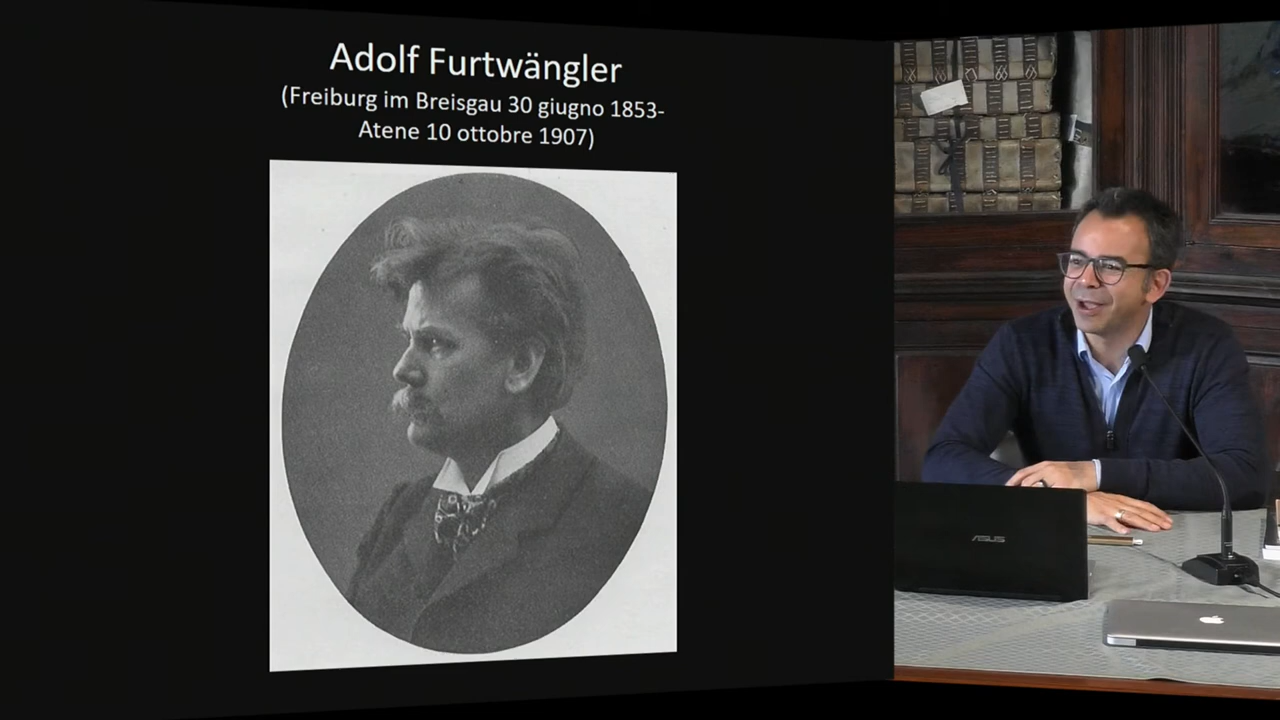 Adolf Furtwängler
(Freiburg im Breisgau 30 giugno 1853-
Atene 10 ottobre 1907)
ASUS